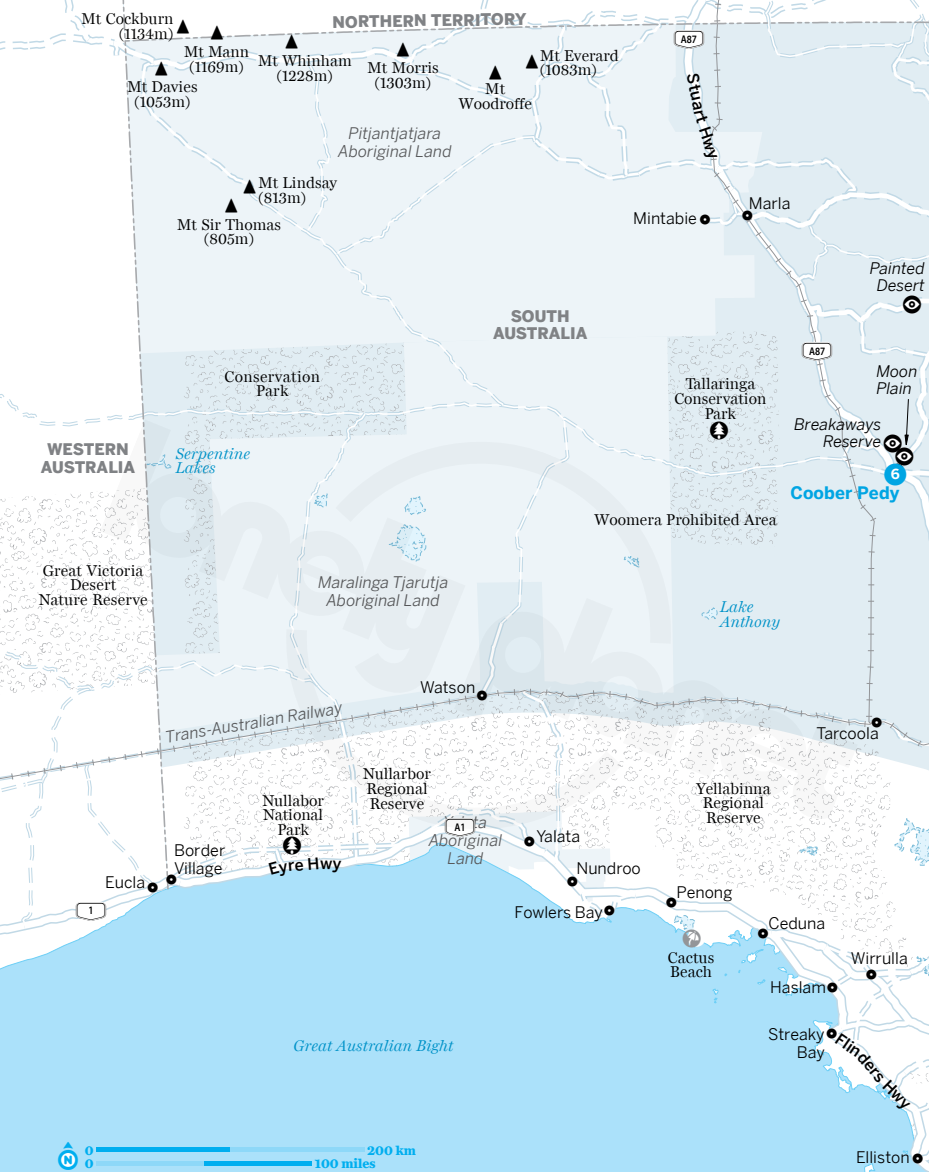 Mt Cockburn
(1134m)
NORTHERN TERRITORY
Mt Mann
(1169m)
Mt Whinham
(1228m)
Mt Morris
(1303m)
Mt Everard
(1083m)
Mt
Woodroffe
Mt Davies
(1053m)
A87
Stuart Hwy
Pitjantjatjara
Aboriginal Land
Mt Lindsay
(813m)
Mt Sir Thomas
(805m)
Mintabie
Marla
Painted
Desert
SOUTH
AUSTRALIA
A87
Conservation
Park
Tallaringa
Conservation
Park
Moon
Plain
Breakaways
Reserve
6
Coober Pedy
WESTERN
AUSTRALIA
Serpentine
Lakes
Woomera Prohibited Area
Great Victoria
Desert
Nature Reserve
Maralinga Tjarutja
Aboriginal Land
Lake
Anthony
lonely planet
Watson
Trans-Australian Railway
Tarcoola
Nullarbor
Regional
Reserve
Nullabor
National
Park
Yellabinna
Regional
Reserve
A1
Aboriginal
Land
Yalata
Border
Village
Eyre Hwy
Eucla
1
Nundroo
Fowlers Bay
Penong
Ceduna
Cactus
Beach
Wirrulla
Haslam
Streaky
Bay
Flinders Hwy
Great Australian Bight
Elliston
N
0 200 km
0 100 miles